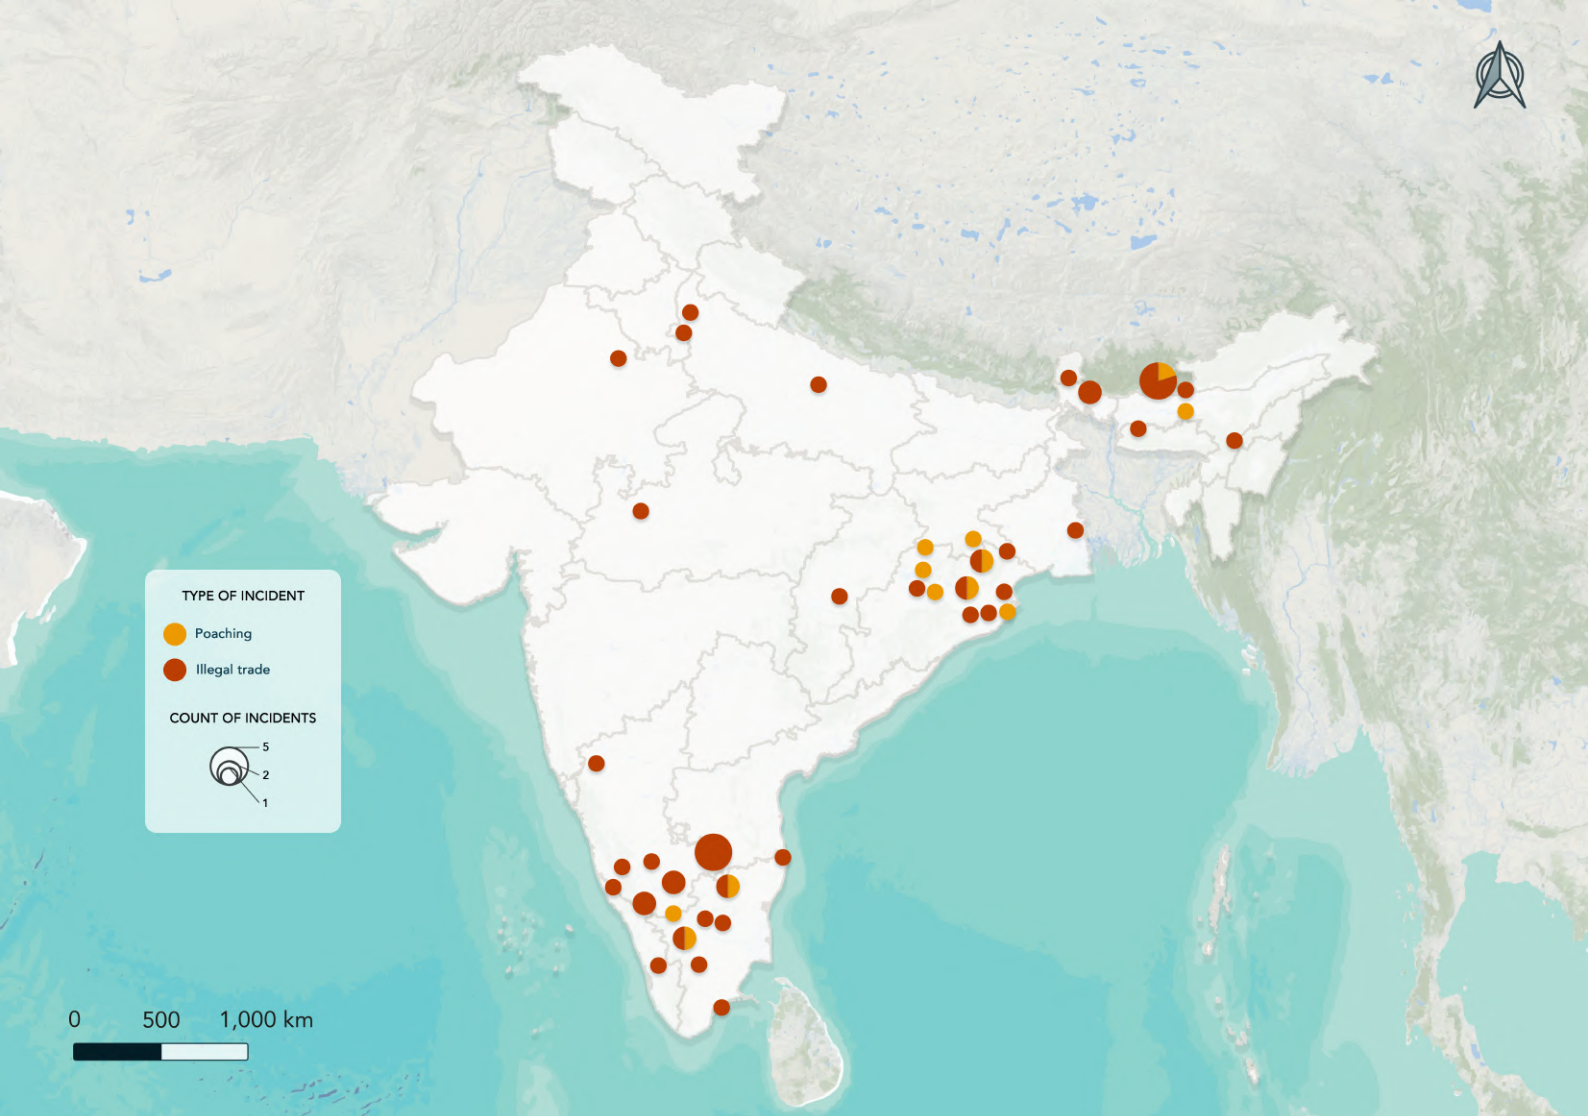 TYPE OF INCIDENT
Poaching
Illegal trade
COUNT OF INCIDENTS
5
2
1
0 500 1,000 km